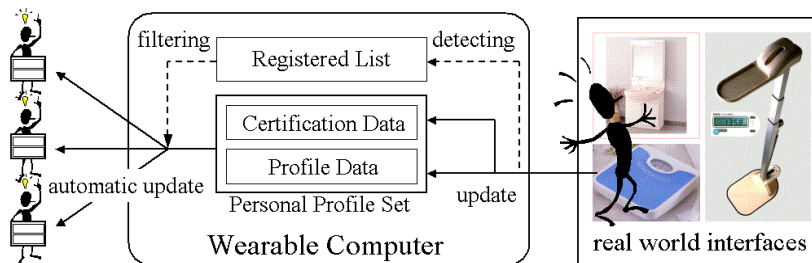 filtering
detecting
Registered List
Certification Data
Profile Data
automatic update
update
Personal Profile Set
Wearable Computer
real world interfaces